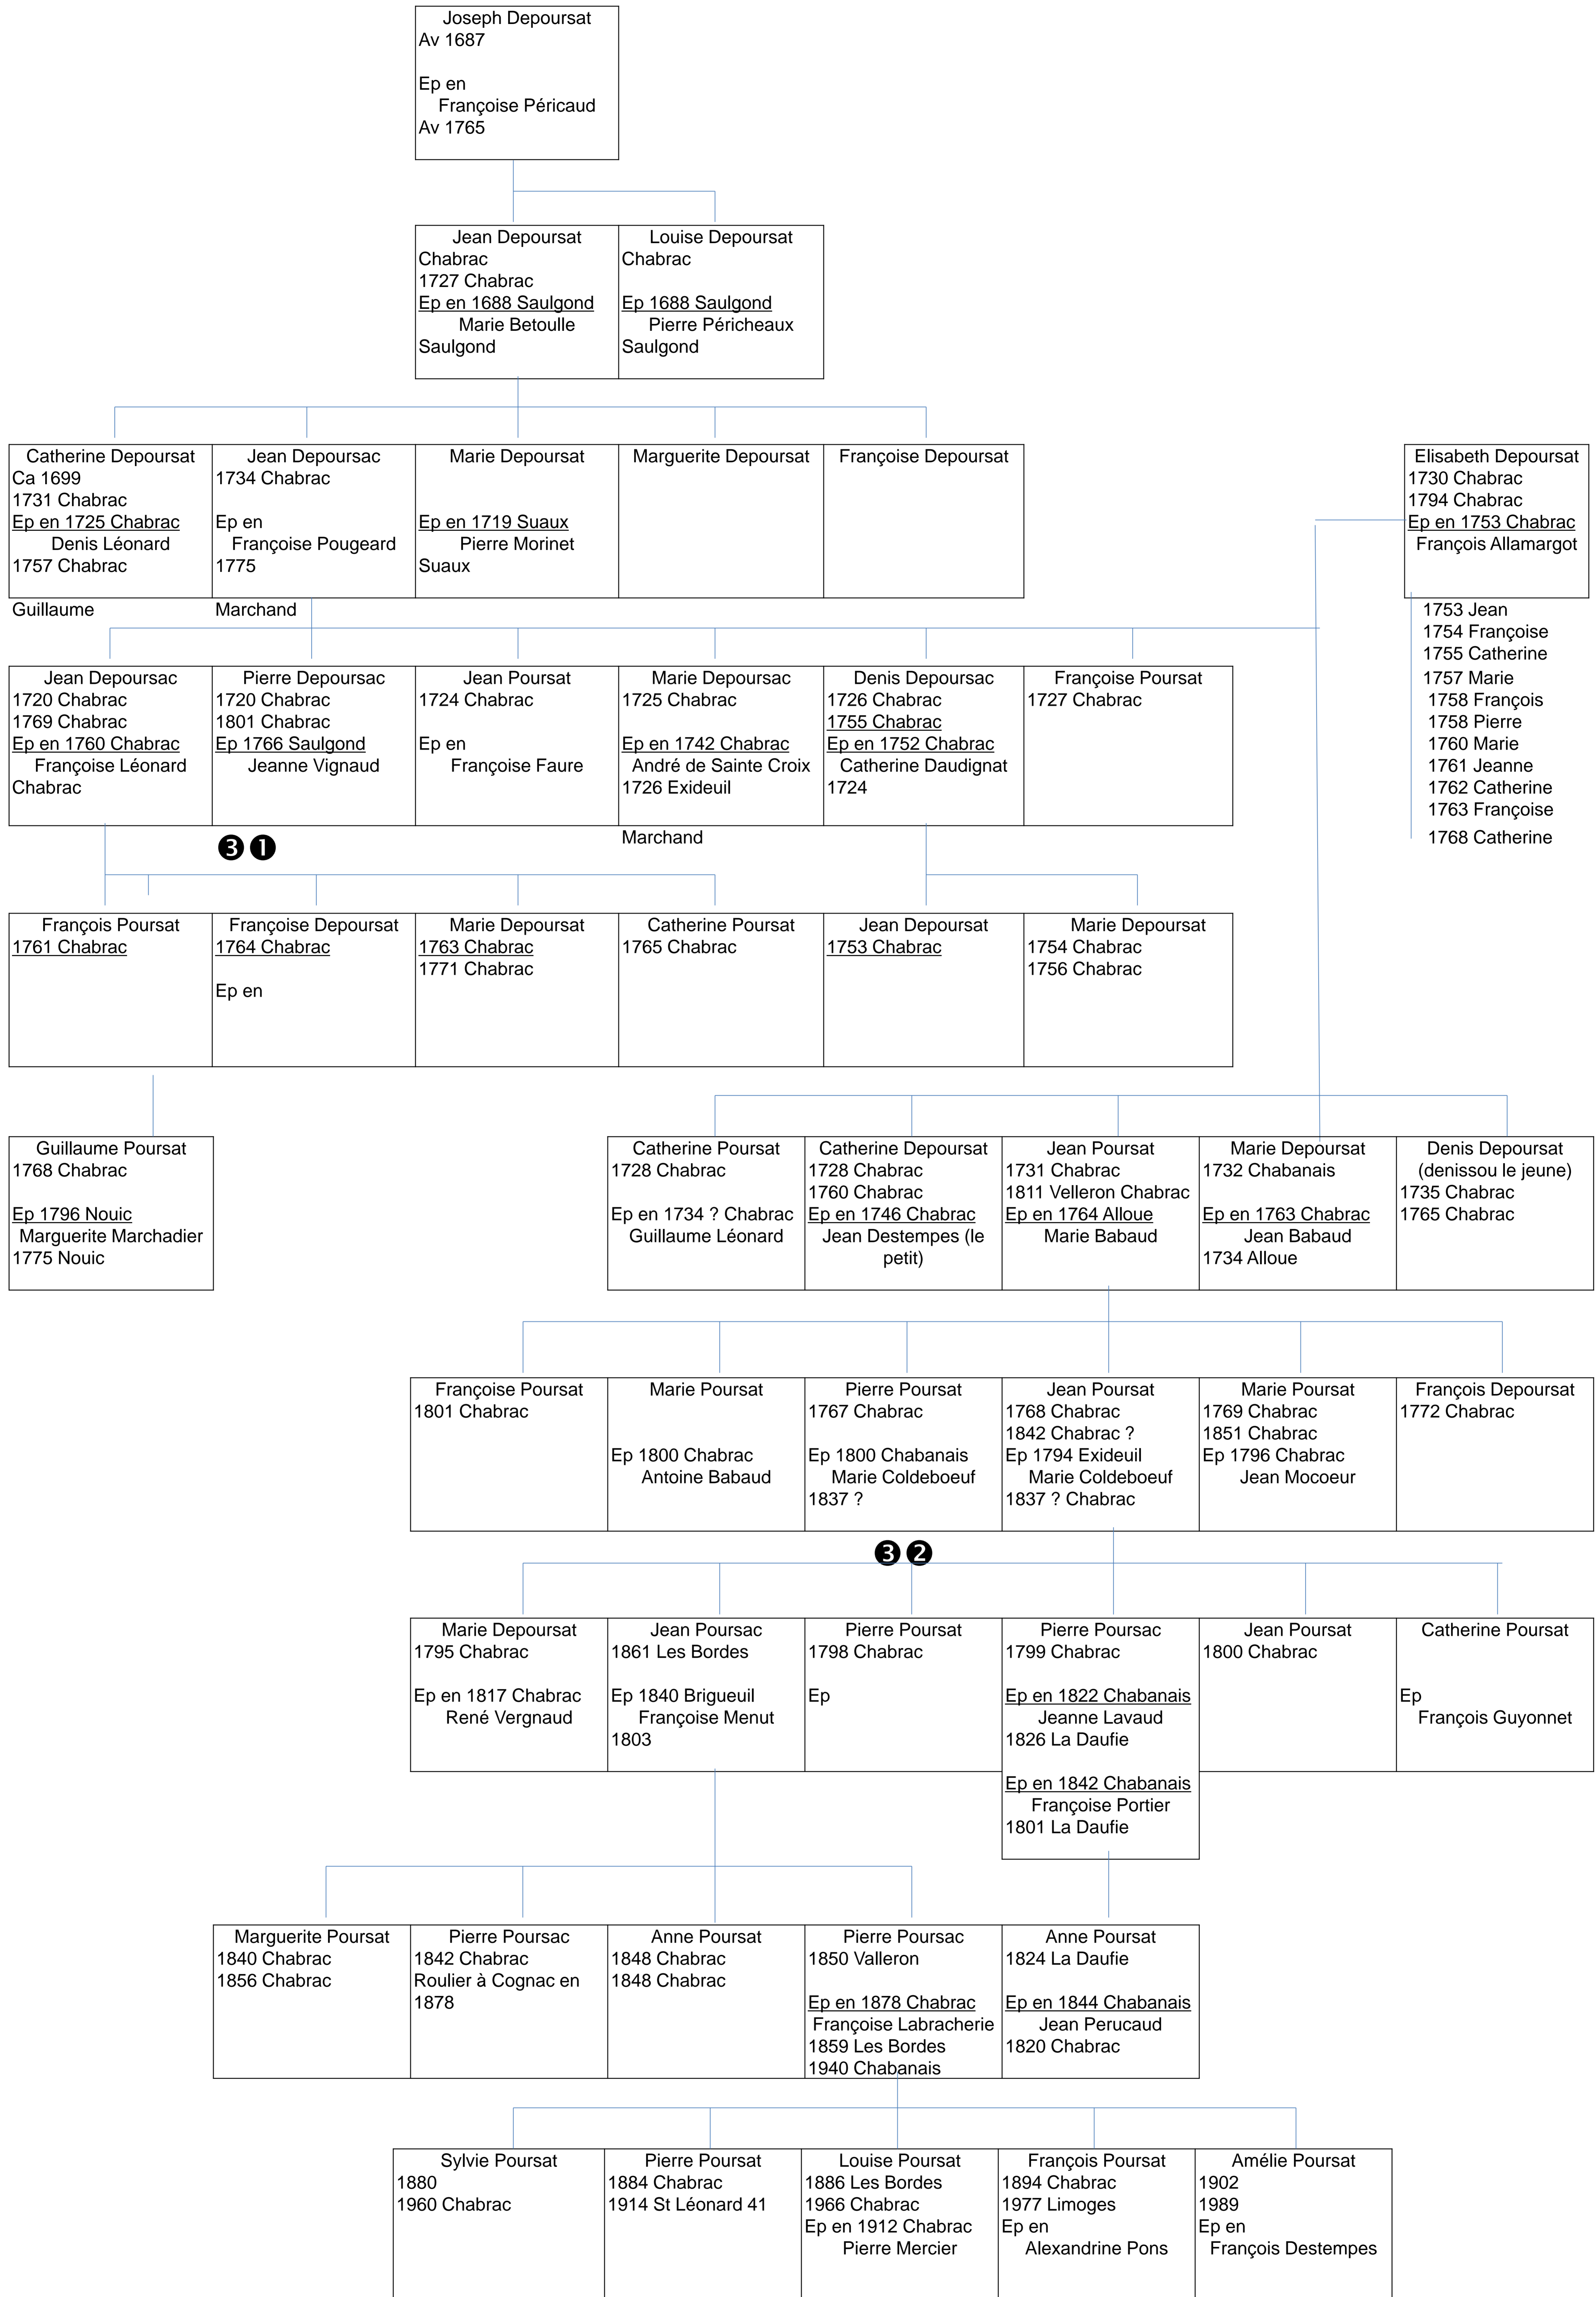 Joseph Depoursat
Av 1687
Ep en
Françoise Péricaud
Av 1765
Jean Depoursat
Chabrac
1727 Chabrac
Ep en 1688 Saulgond
Marie Betoulle
Saulgond
Louise Depoursat
Chabrac
Ep 1688 Saulgond
Pierre Péricheaux
Saulgond
Catherine Depoursat
Ca 1699
1731 Chabrac
Ep en 1725 Chabrac
Denis Léonard
1757 Chabrac
Guillaume
Jean Depoursac
1734 Chabrac
Ep en
Françoise Pougeard
1775
Marchand
Marie Depoursat
Ep en 1719 Suaux
Pierre Morinet
Suaux
Marguerite Depoursat
Françoise Depoursat
Elisabeth Depoursat
1730 Chabrac
1794 Chabrac
Ep en 1753 Chabrac
François Allamargot
1753 Jean
1754 Françoise
1755 Catherine
1757 Marie
1758 François
1758 Pierre
1760 Marie
1761 Jeanne
1762 Catherine
1763 Françoise
1768 Catherine
Jean Depoursac
1720 Chabrac
1769 Chabrac
Ep en 1760 Chabrac
Françoise Léonard
Chabrac
Pierre Depoursac
1720 Chabrac
1801 Chabrac
Ep 1766 Saulgond
Jeanne Vignaud
❸ ❶
Jean Poursat
1724 Chabrac
Ep en
Françoise Faure
Marie Depoursac
1725 Chabrac
Ep en 1742 Chabrac
André de Sainte Croix
1726 Exideuil
Marchand
Denis Depoursac
1726 Chabrac
1755 Chabrac
Ep en 1752 Chabrac
Catherine Daudignat
1724
Françoise Poursat
1727 Chabrac
François Poursat
1761 Chabrac
Françoise Depoursat
1764 Chabrac
Ep en
Marie Depoursat
1763 Chabrac
1771 Chabrac
Catherine Poursat
1765 Chabrac
Jean Depoursat
1753 Chabrac
Marie Depoursat
1754 Chabrac
1756 Chabrac
Guillaume Poursat
1768 Chabrac
Ep 1796 Nouic
Marguerite Marchadier
1775 Nouic
Catherine Poursat
1728 Chabrac
Ep en 1734 ? Chabrac
Guillaume Léonard
Catherine Depoursat
1728 Chabrac
1760 Chabrac
Ep en 1746 Chabrac
Jean Destempes (le
petit)
Jean Poursat
1731 Chabrac
1811 Velleron Chabrac
Ep en 1764 Alloue
Marie Babaud
Marie Depoursat
1732 Chabanais
Ep en 1763 Chabrac
Jean Babaud
1734 Alloue
Denis Depoursat
(denissou le jeune)
1735 Chabrac
1765 Chabrac
Françoise Poursat
1801 Chabrac
Marie Poursat
Ep 1800 Chabrac
Antoine Babaud
Pierre Poursat
1767 Chabrac
Ep 1800 Chabanais
Marie Coldeboeuf
1837 ?
Jean Poursat
1768 Chabrac
1842 Chabrac ?
Ep 1794 Exideuil
Marie Coldeboeuf
1837 ? Chabrac
Marie Poursat
1769 Chabrac
1851 Chabrac
Ep 1796 Chabrac
Jean Mocoeur
François Depoursat
1772 Chabrac
❸ ❷
Marie Depoursat
1795 Chabrac
Ep en 1817 Chabrac
René Vergnaud
Jean Poursac
1861 Les Bordes
Ep 1840 Brigueuil
Françoise Menut
1803
Pierre Poursat
1798 Chabrac
Ep
Pierre Poursac
1799 Chabrac
Ep en 1822 Chabanais
Jeanne Lavaud
1826 La Daufie
Ep en 1842 Chabanais
Françoise Portier
1801 La Daufie
Jean Poursat
1800 Chabrac
Catherine Poursat
Ep
François Guyonnet
Marguerite Poursat
1840 Chabrac
1856 Chabrac
Pierre Poursac
1842 Chabrac
Roulier à Cognac en
1878
Anne Poursat
1848 Chabrac
1848 Chabrac
Pierre Poursac
1850 Valleron
Ep en 1878 Chabrac
Françoise Labracherie
1859 Les Bordes
1940 Chabanais
Anne Poursat
1824 La Daufie
Ep en 1844 Chabanais
Jean Perucaud
1820 Chabrac
Sylvie Poursat
1880
1960 Chabrac
Pierre Poursat
1884 Chabrac
1914 St Léonard 41
Louise Poursat
1886 Les Bordes
1966 Chabrac
Ep en 1912 Chabrac
Pierre Mercier
François Poursat
1894 Chabrac
1977 Limoges
Ep en
Alexandrine Pons
Amélie Poursat
1902
1989
Ep en
François Destempes